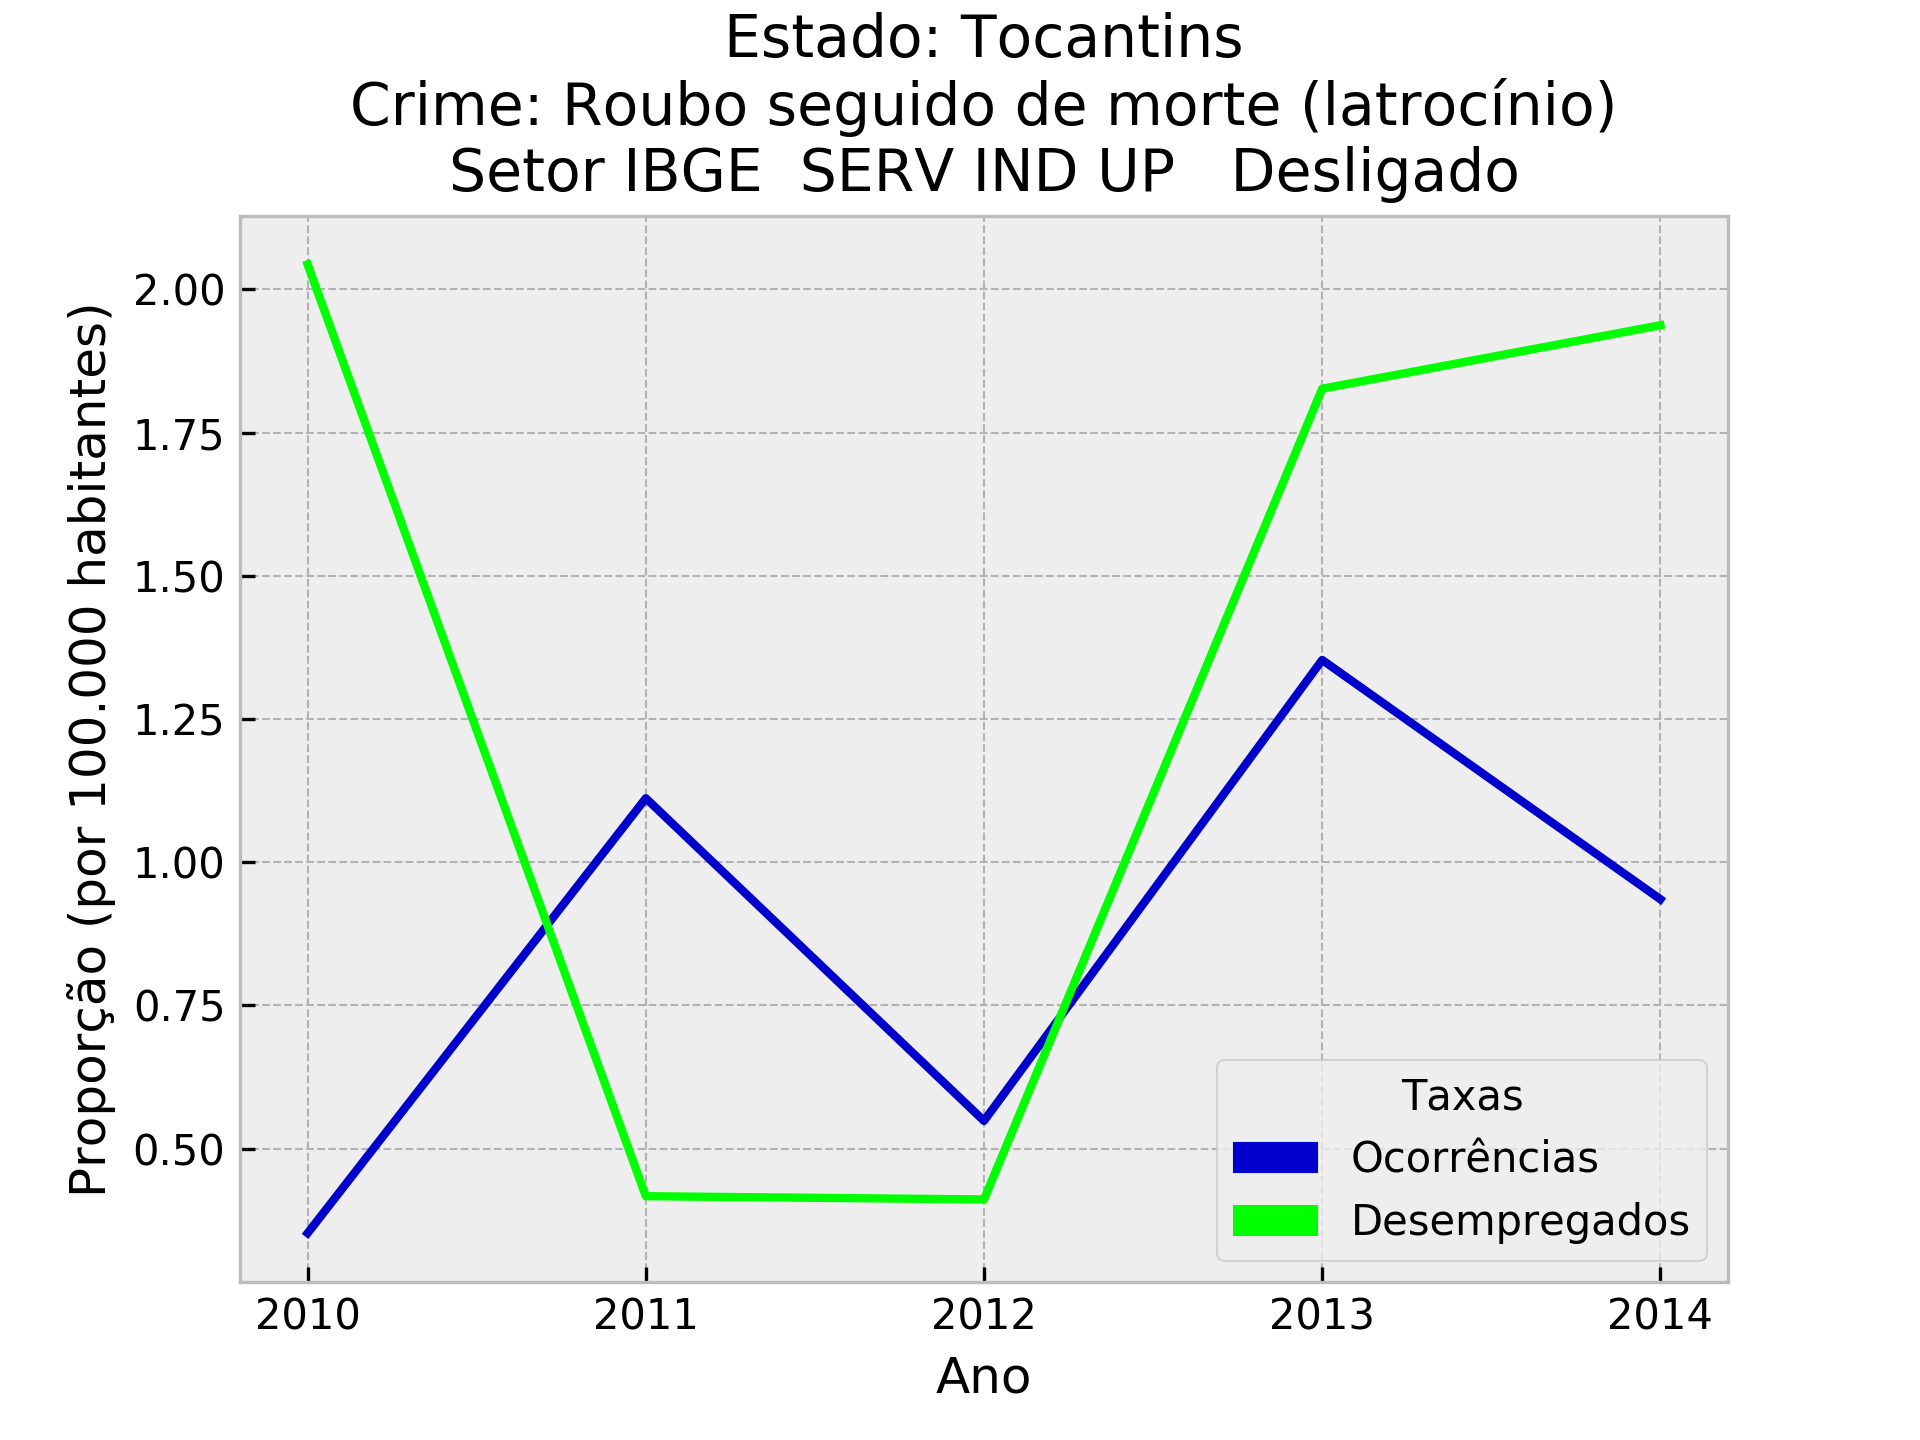 Estado: Tocantins
Crime: Roubo seguido de morte (latrocínio)
Setor IBGE  SERV IND UP   Desligado
Proporção (por 100.000 habitantes)
2.00
1.75
1.50
1.25
1.00
0.75
0.50
Taxas
Ocorrências
Desempregados
2010 2011 2012 2013 2014
Ano